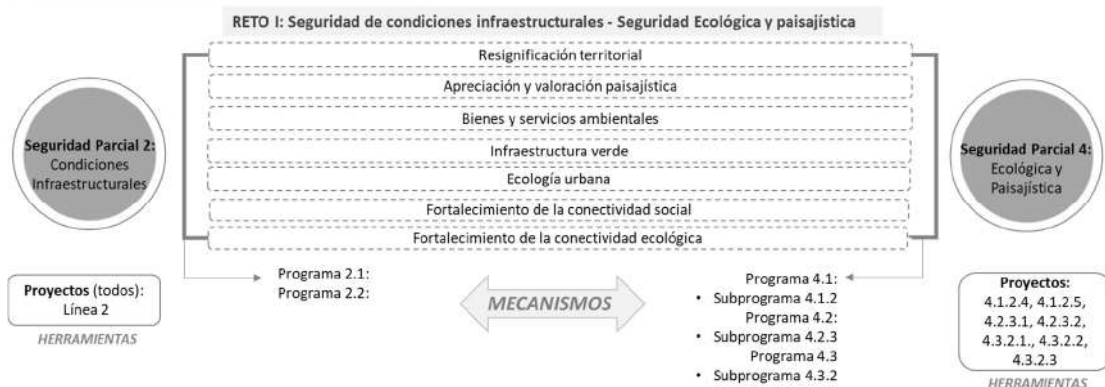 RETO I: Seguridad de condiciones infraestructurales - Seguridad Ecológica y paisajística
Resignificación territorial
Apreciación y valoración paisajística
Bienes y servicios ambientales
Infraestructura verde
Ecología urbana
Fortalecimiento de la conectividad social
Fortalecimiento de la conectividad ecológica
Seguridad Parcial 2:
Condiciones
Infraestructurales
Seguridad Parcial 4:
Ecológica y
Paisajística
Proyectos (todos):
Línea 2
HERRAMIENTAS
Programa 2.1:
Programa 2.2:
MECANISMOS
Programa 4.1:
• Subprograma 4.1.2
Programa 4.2:
• Subprograma 4.2.3
Programa 4.3
• Subprograma 4.3.2
Proyectos:
4.1.2.4, 4.1.2.5,
4.2.3.1, 4.2.3.2,
4.3.2.1., 4.3.2.2,
4.3.2.3
HERRAMIENTAS